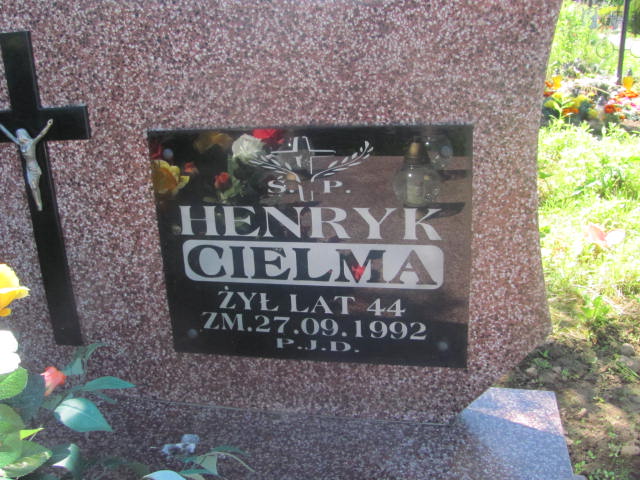 Ś.P.
HENRYK
CIELMA
ŻYŁ LAT 44
ZM.27.09.1992
P.J.D.